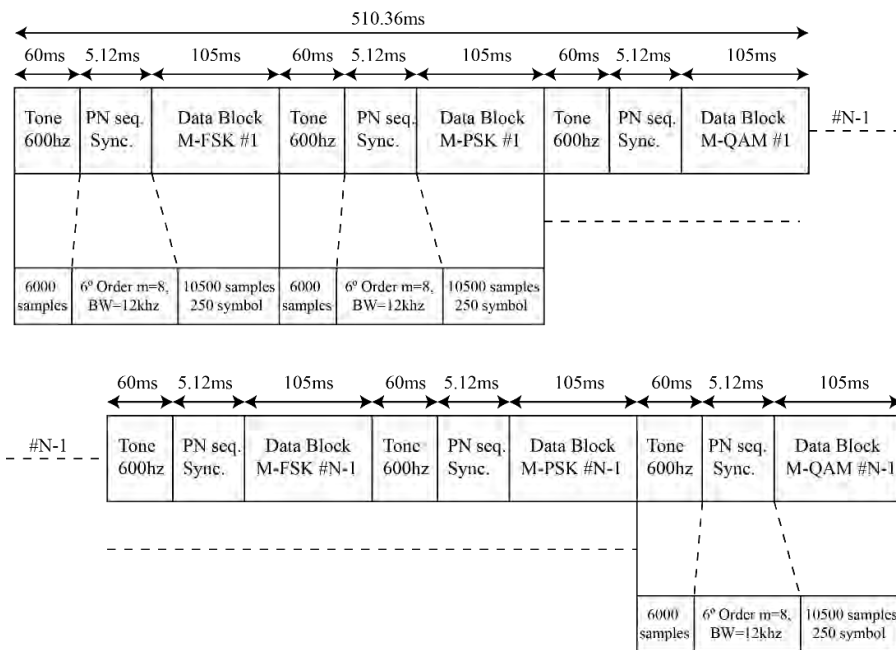 510.36ms
60ms 5.12ms 105ms 60ms 5.12ms 105ms 60ms 5.12ms 105ms
Tone 600hz
PN seq. Sync.
Data Block M-FSK #1
Tone 600hz
PN seq. Sync.
Data Block M-PSK #1
Tone 600hz
PN seq. Sync.
Data Block M-QAM #1
#N-1
6000 samples
6º Order m=8, BW=12khz
10500 samples 250 symbol
6000 samples
6º Order m=8, BW=12khz
10500 samples 250 symbol
60ms 5.12ms 105ms 60ms 5.12ms 105ms 60ms 5.12ms 105ms
#N-1
Tone 600hz
PN seq. Sync.
Data Block M-FSK #N-1
Tone 600hz
PN seq. Sync.
Data Block M-PSK #N-1
Tone 600hz
PN seq. Sync.
Data Block M-QAM #N-1
6000 samples
6º Order m=8, BW=12khz
10500 samples 250 symbol